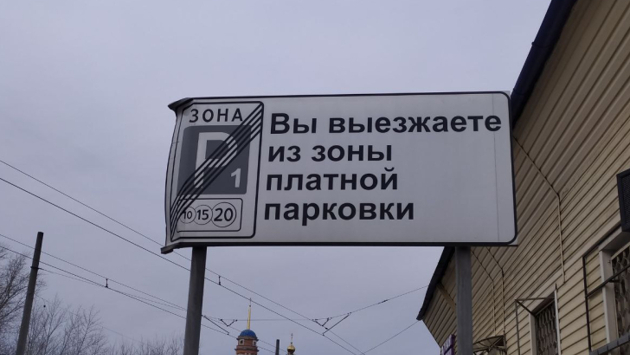 ЗОНА
P
1
10 15 20
Вы выезжаете
из зоны
платной
парковки